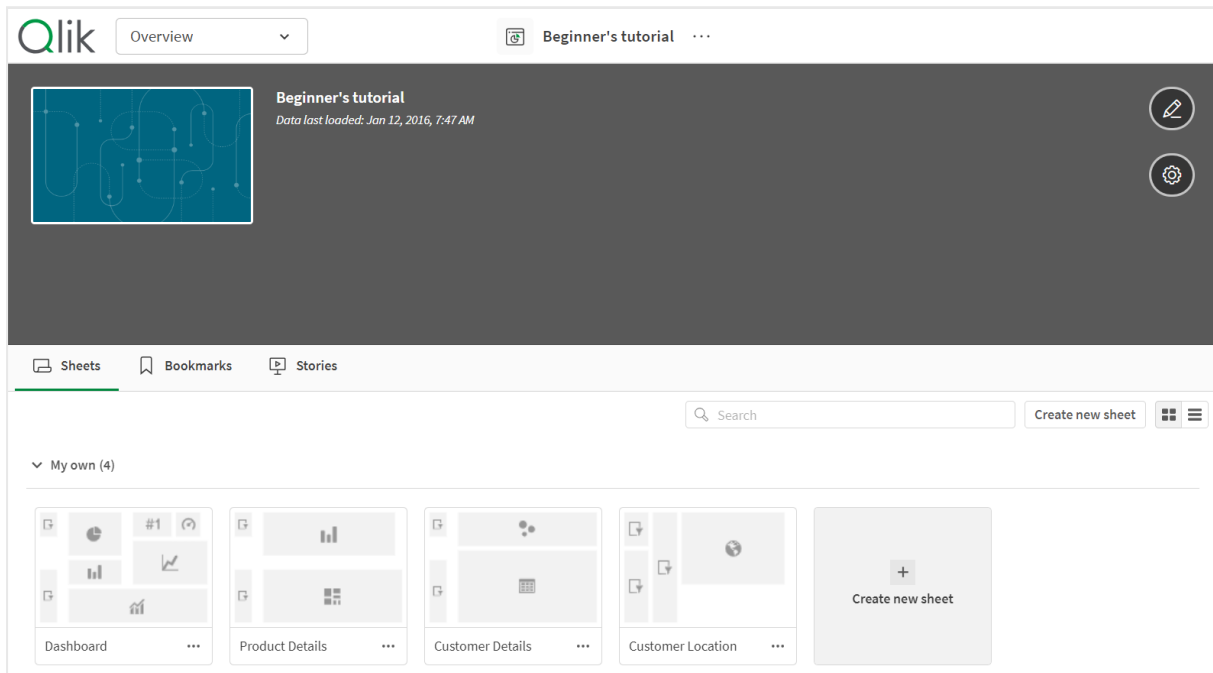 Qlik
Overview
Beginner's tutorial ...
Beginner's tutorial
Data last loaded: Jan 12, 2016, 7:47 AM
Sheets Bookmarks Stories
Search Create new sheet
My own (4)
#1
Dashboard ...
Product Details ...
Customer Details ...
Customer Location ...
+
Create new sheet